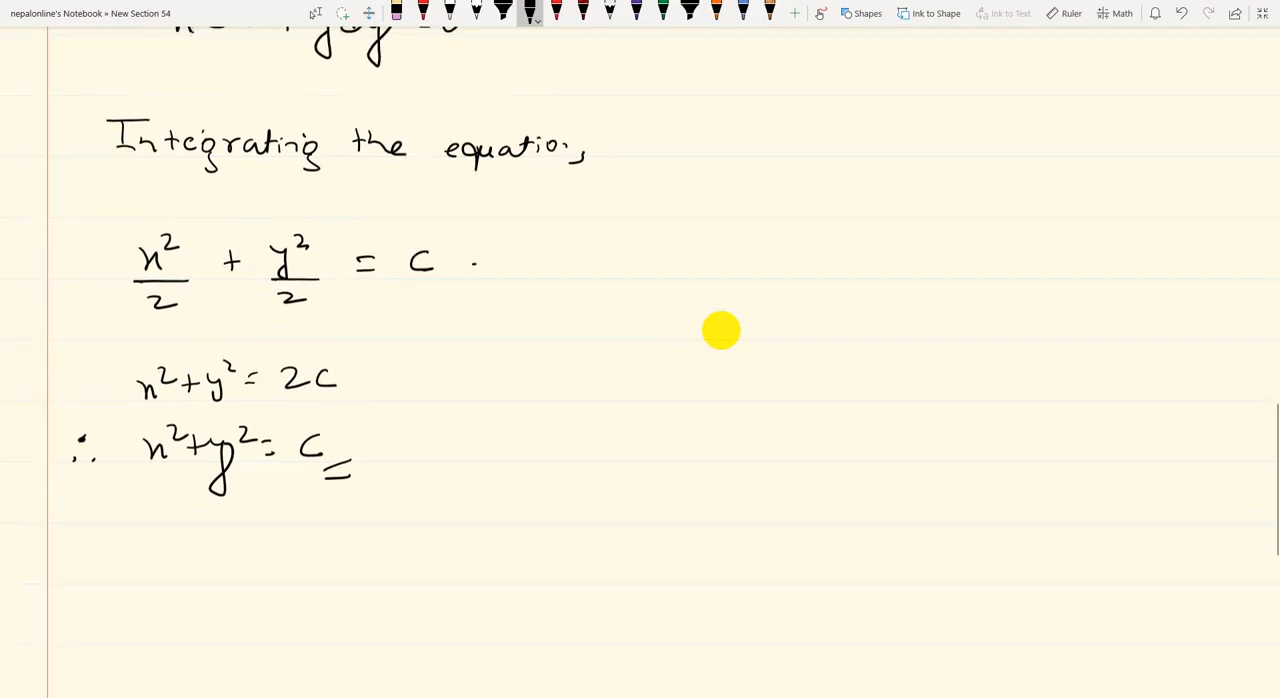 nepalonline's Notebook » New Section 54
Shapes Ink to Shape Ink to Text Ruler Math
Integrating the equation,
x²/2 + y²/2 = c .
x²+y² = 2c
∴ x²+y² = c